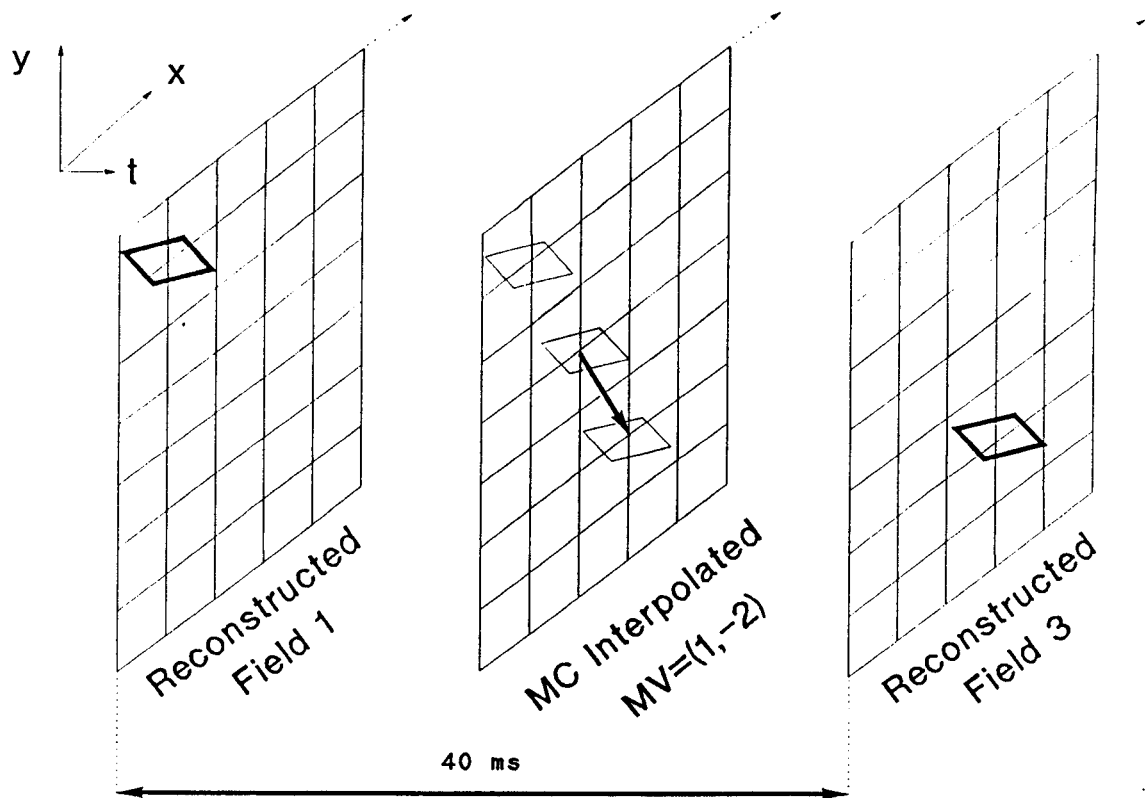 y
x
t
Reconstructed
Field 1
MC Interpolated
MV=(1,-2)
Reconstructed
Field 3
40 ms